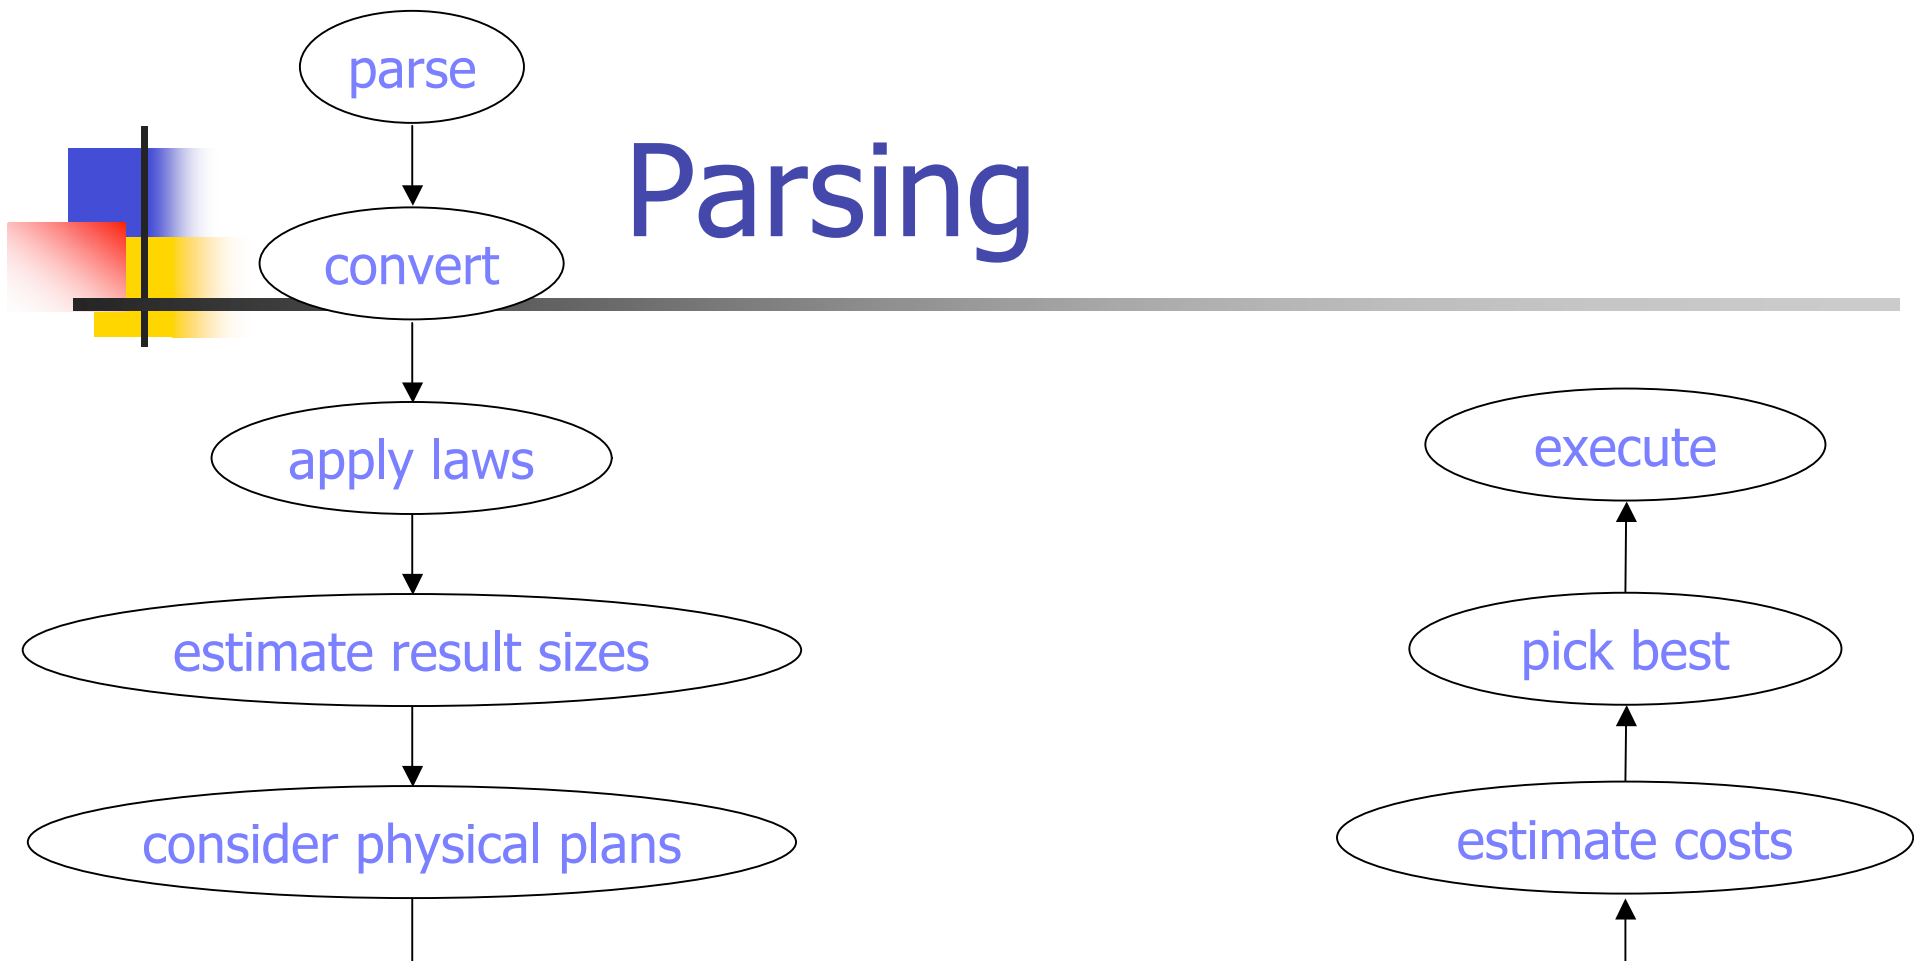 parse
Parsing
convert
apply laws
estimate result sizes
consider physical plans
execute
pick best
estimate costs